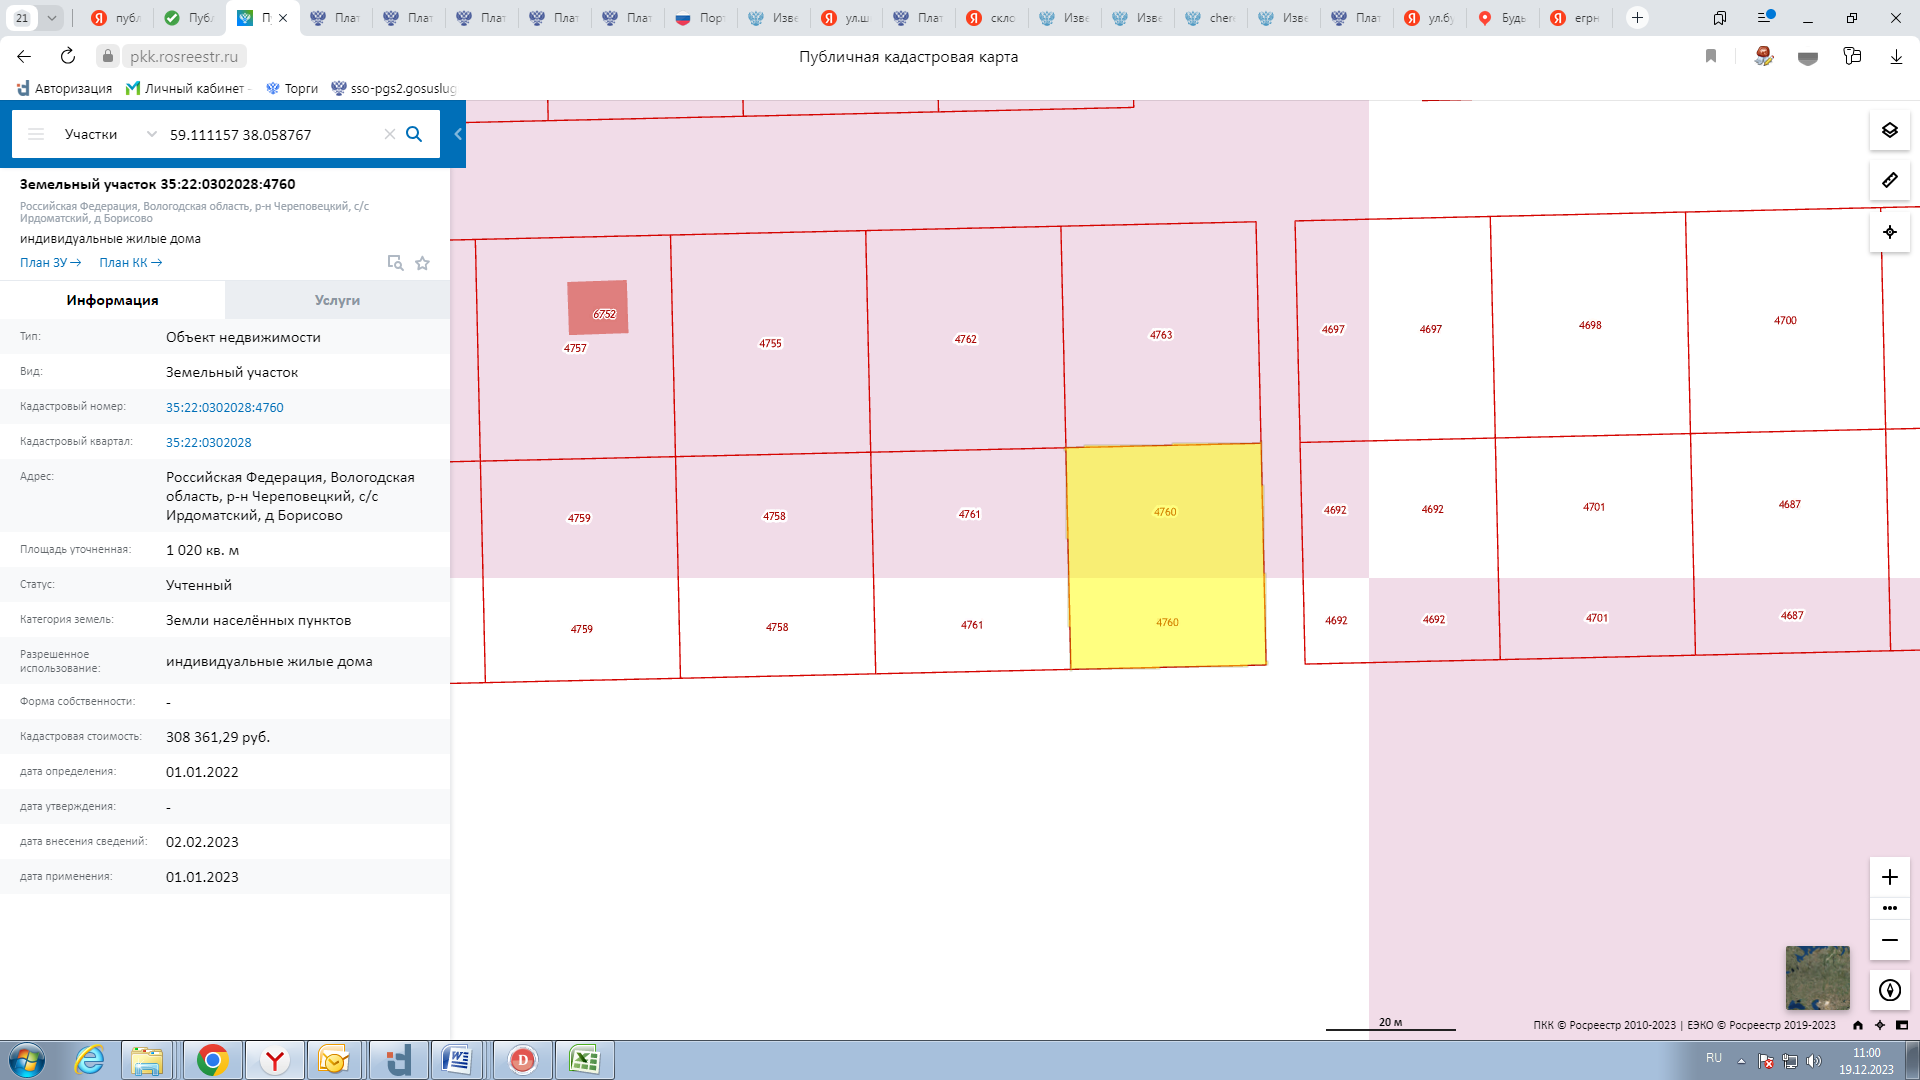 21
публ
Публ
Пу
Плат
Плат
Плат
Плат
Плат
Порт
Изве
ул.ш
Плат
скло
Изве
Изве
cher
Изве
Плат
ул.бу
Будь
егрн
pkk.rosreestr.ru
Публичная кадастровая карта
Авторизация
Личный кабинет -
Торги
sso-pgs2.gosuslug
Участки
59.111157 38.058767
Земельный участок 35:22:0302028:4760
Российская Федерация, Вологодская область, р-н Череповецкий, с/с
Ирдоматский, д Борисово
индивидуальные жилые дома
План ЗУ → План КК →
Информация Услуги
Тип: Объект недвижимости
Вид: Земельный участок
Кадастровый номер: 35:22:0302028:4760
Кадастровый квартал: 35:22:0302028
Адрес: Российская Федерация, Вологодская
область, р-н Череповецкий, с/с
Ирдоматский, д Борисово
Площадь уточненная: 1 020 кв. м
Статус: Учтенный
Категория земель: Земли населённых пунктов
Разрешенное
использование: индивидуальные жилые дома
Форма собственности: -
Кадастровая стоимость: 308 361,29 руб.
дата определения: 01.01.2022
дата утверждения: -
дата внесения сведений: 02.02.2023
дата применения: 01.01.2023
6752
4757
4755
4762
4763
4697
4697
4698
4700
4759
4758
4761
4760
4692
4692
4701
4687
4759
4758
4761
4760
4692
4692
4701
4687
20 м
ПКК © Росреестр 2010-2023 | ЕЭКО © Росреестр 2019-2023
RU
11:00
19.12.2023